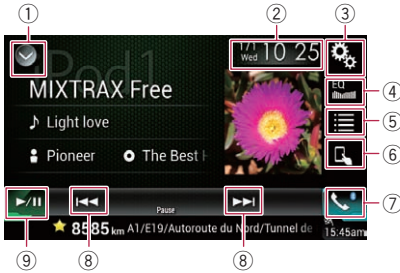 ① ② ③
iPod 1
1/1 Wed 10 25
MIXTRAX Free
EQ ④
Light love
⑤
Pioneer The Best H
⑥
Pause
⑦
★ 8585 km A1/E19/Autoroute du Nord/Tunnel de 15:45am
⑨ ⑧ ⑧